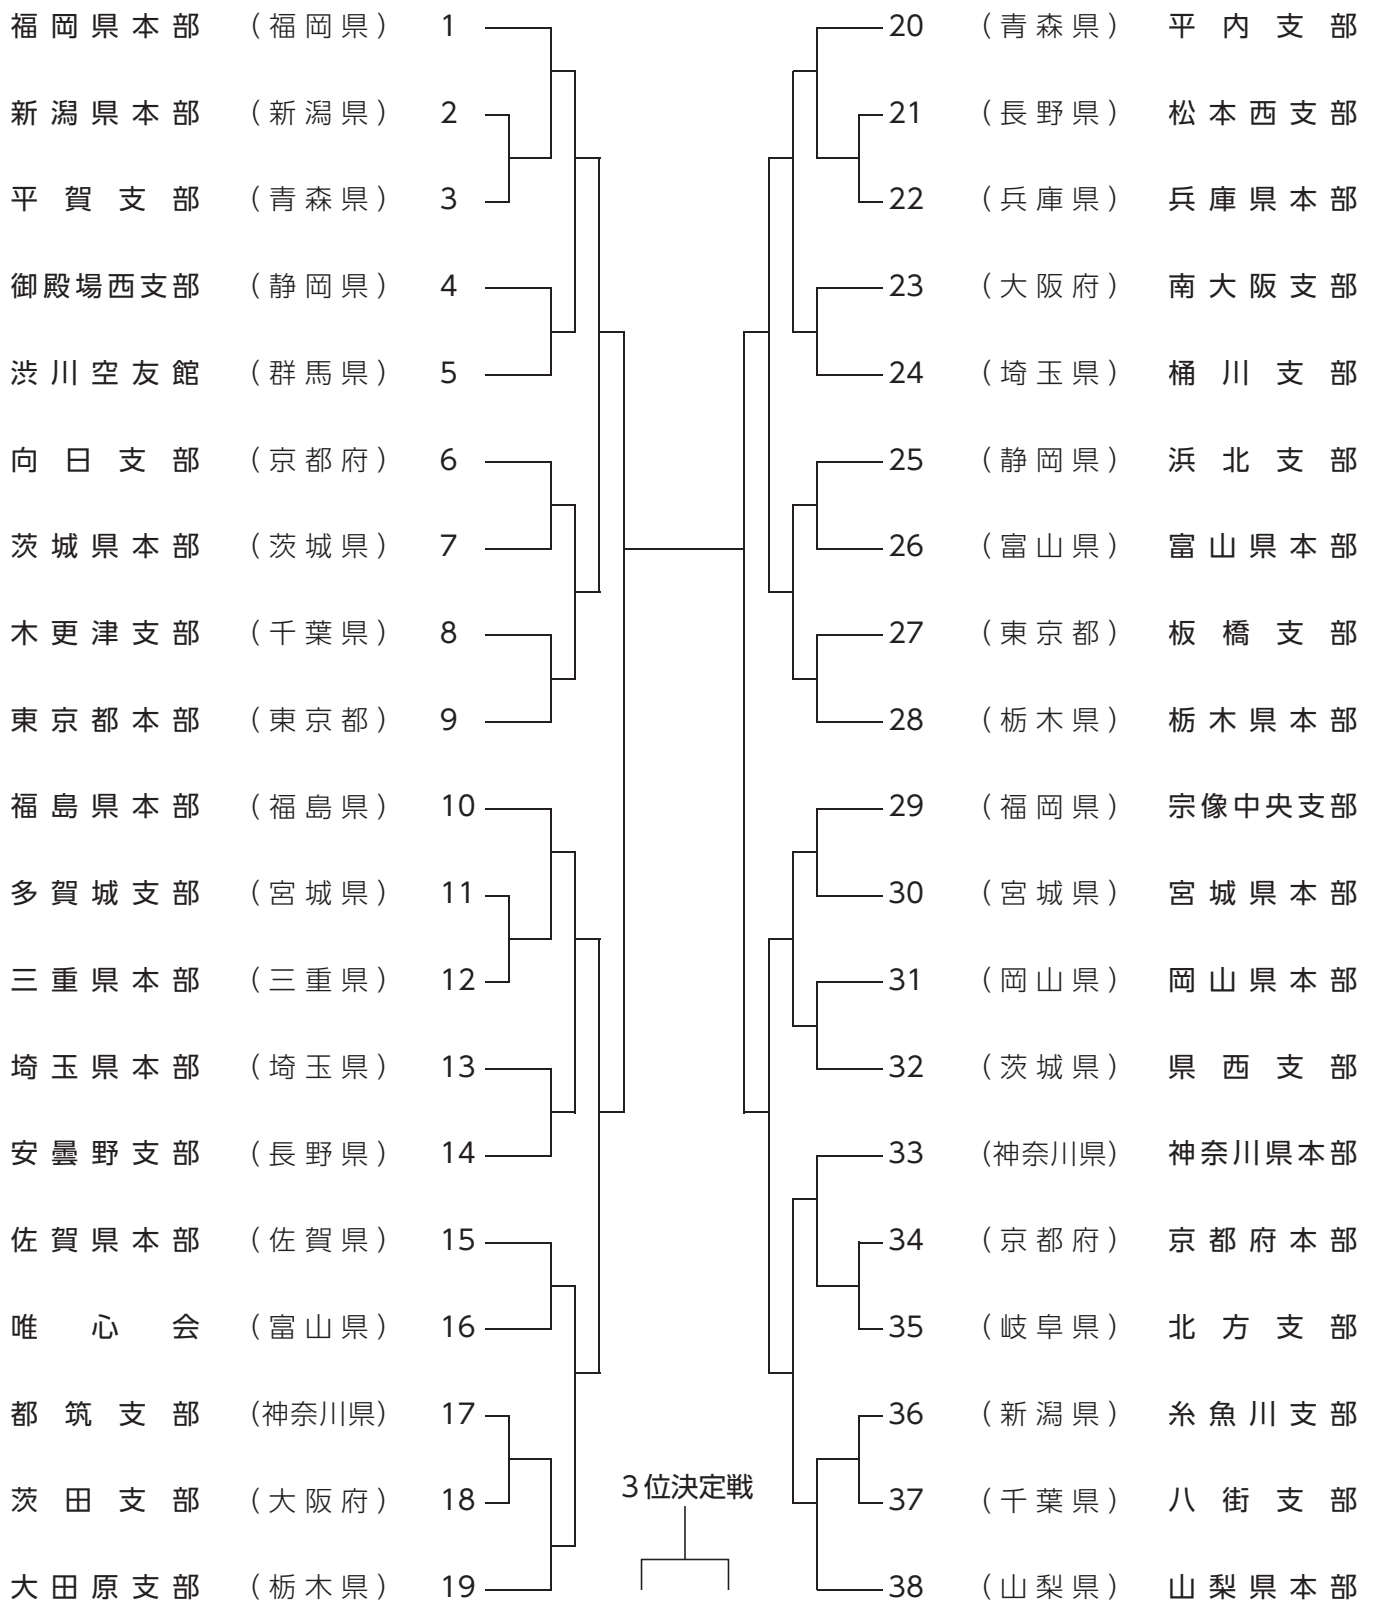 福岡県本部 (福岡県) 1
新潟県本部 (新潟県) 2
平賀支部 (青森県) 3
御殿場西支部 (静岡県) 4
渋川空友館 (群馬県) 5
向日支部 (京都府) 6
茨城県本部 (茨城県) 7
木更津支部 (千葉県) 8
東京都本部 (東京都) 9
福島県本部 (福島県) 10
多賀城支部 (宮城県) 11
三重県本部 (三重県) 12
埼玉県本部 (埼玉県) 13
安曇野支部 (長野県) 14
佐賀県本部 (佐賀県) 15
唯心会 (富山県) 16
都筑支部 (神奈川県) 17
茨田支部 (大阪府) 18
大田原支部 (栃木県) 19
3位決定戦
20 (青森県) 平内支部
21 (長野県) 松本西支部
22 (兵庫県) 兵庫県本部
23 (大阪府) 南大阪支部
24 (埼玉県) 桶川支部
25 (静岡県) 浜北支部
26 (富山県) 富山県本部
27 (東京都) 板橋支部
28 (栃木県) 栃木県本部
29 (福岡県) 宗像中央支部
30 (宮城県) 宮城県本部
31 (岡山県) 岡山県本部
32 (茨城県) 県西支部
33 (神奈川県) 神奈川県本部
34 (京都府) 京都府本部
35 (岐阜県) 北方支部
36 (新潟県) 糸魚川支部
37 (千葉県) 八街支部
38 (山梨県) 山梨県本部